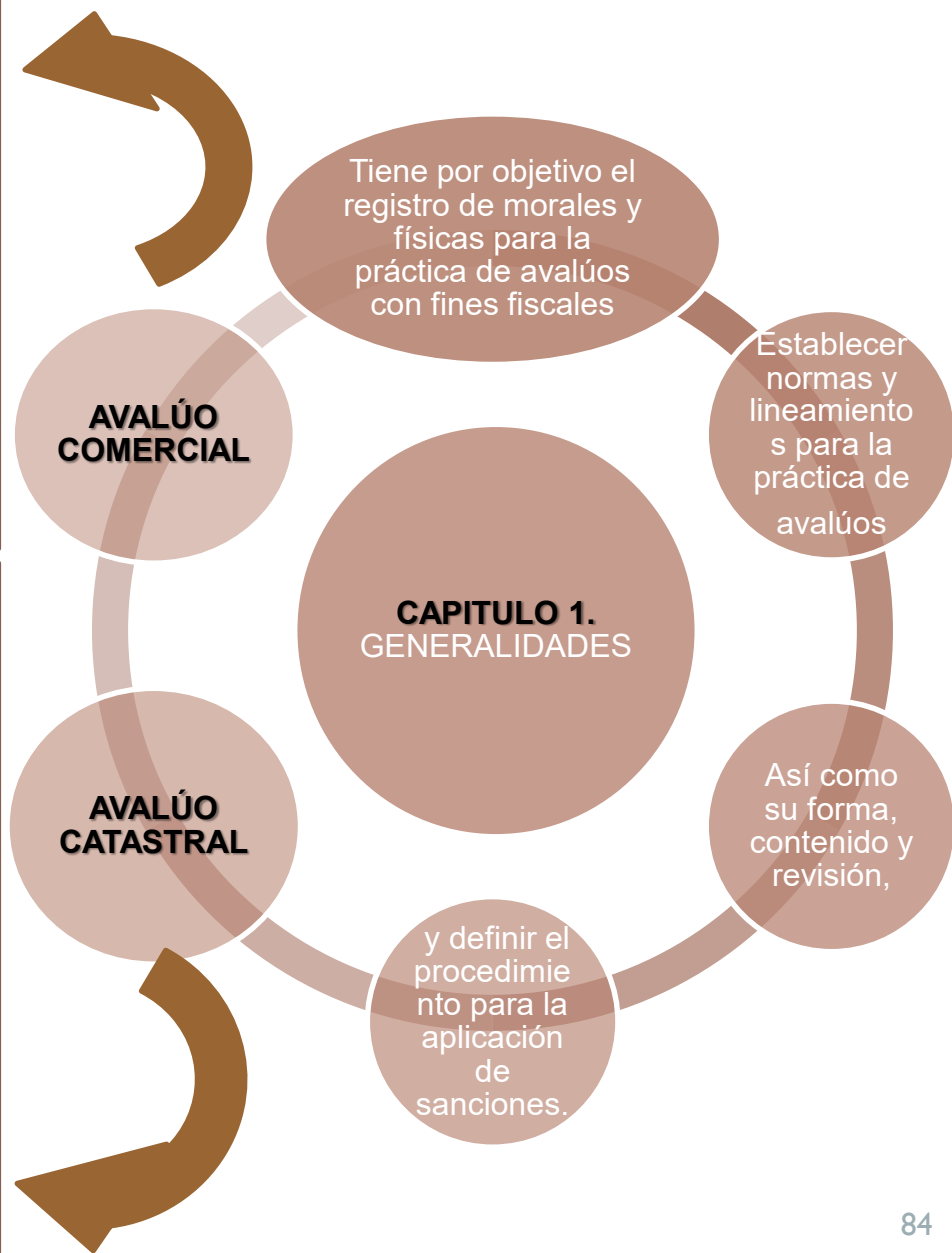 Tiene por objetivo el
registro de morales y
físicas para la
práctica de avalúos
con fines fiscales
Establecer
normas y
lineamiento
s para la
práctica de
avalúos
Así como
su forma,
contenido y
revisión,
y definir el
procedimie
nto para la
aplicación
de
sanciones.
AVALÚO
CATASTRAL
AVALÚO
COMERCIAL
CAPITULO 1.
GENERALIDADES
84